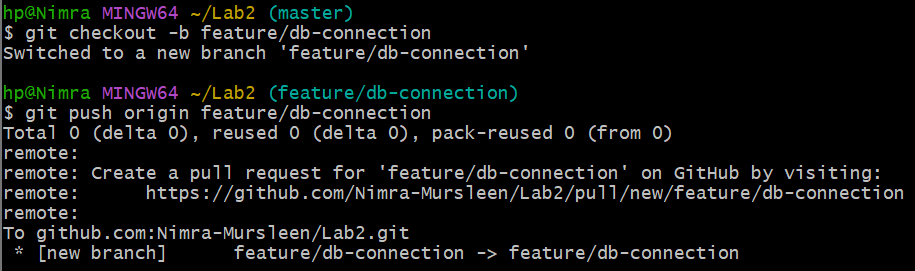 hp@Nimra MINGW64 ~/Lab2 (master)
$ git checkout -b feature/db-connection
Switched to a new branch 'feature/db-connection'
hp@Nimra MINGW64 ~/Lab2 (feature/db-connection)
$ git push origin feature/db-connection
Total 0 (delta 0), reused 0 (delta 0), pack-reused 0 (from 0)
remote:
remote: Create a pull request for 'feature/db-connection' on GitHub by visiting:
remote:      https://github.com/Nimra-Mursleen/Lab2/pull/new/feature/db-connection
remote:
To github.com:Nimra-Mursleen/Lab2.git
 * [new branch]      feature/db-connection -> feature/db-connection